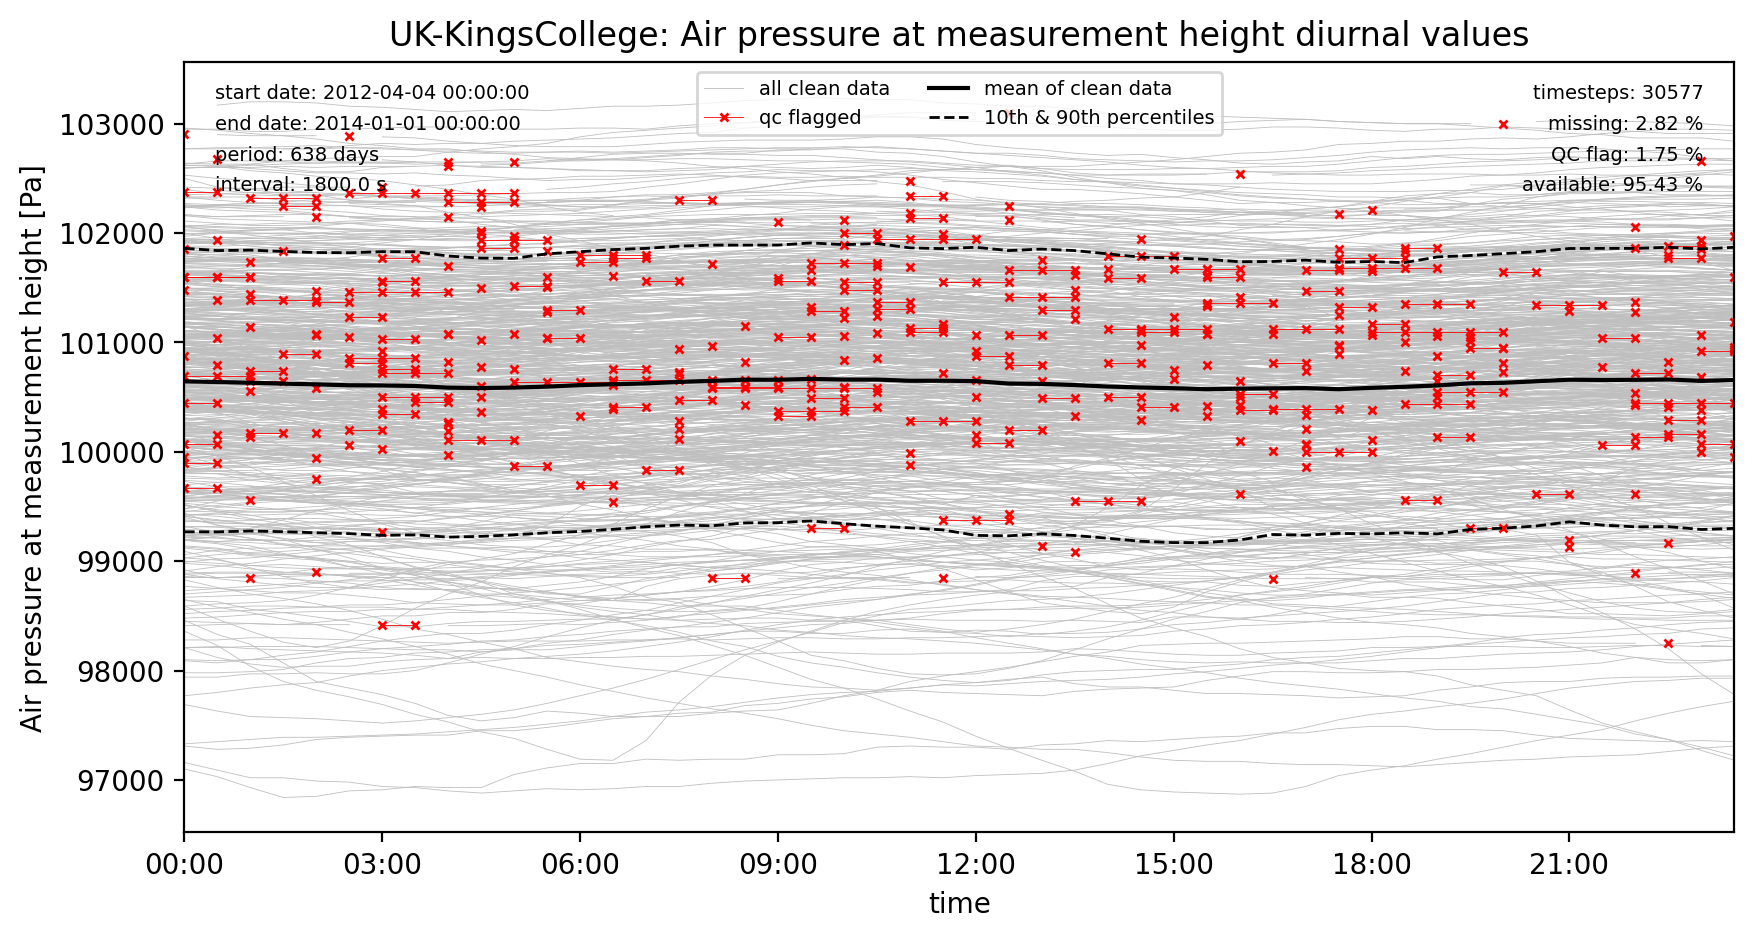 UK-KingsCollege: Air pressure at measurement height diurnal values
start date: 2012-04-04 00:00:00
end date: 2014-01-01 00:00:00
period: 638 days
interval: 1800.0 s
all clean data
qc flagged
mean of clean data
10th & 90th percentiles
timesteps: 30577
missing: 2.82 %
QC flag: 1.75 %
available: 95.43 %
Air pressure at measurement height [Pa]
103000
102000
101000
100000
99000
98000
97000
00:00
03:00
06:00
09:00
12:00
15:00
18:00
21:00
time